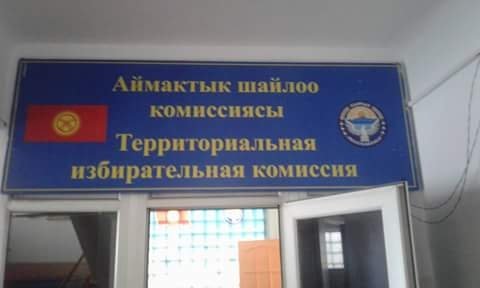 Аймактык шайлоо
комиссиясы
Территориальная
избирательная комиссия